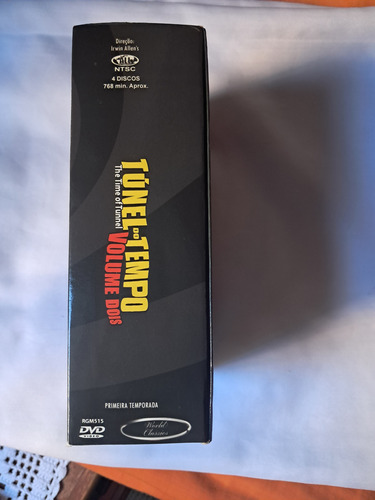 Direção:
Irwin Allen's
NTSC
4 DISCOS
768 min. Aprox.
TÚNEL DO TEMPO
The Time of Tunnel
VOLUME DOIS
PRIMEIRA TEMPORADA
RGM515
DVD
VIDEO
World
Classics